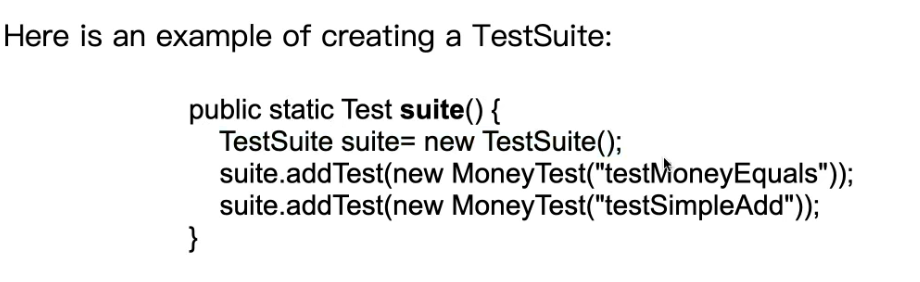 Here is an example of creating a TestSuite:
public static Test suite() {
TestSuite suite= new TestSuite();
suite.addTest(new MoneyTest("testMoneyEquals"));
suite.addTest(new MoneyTest("testSimpleAdd"));
}